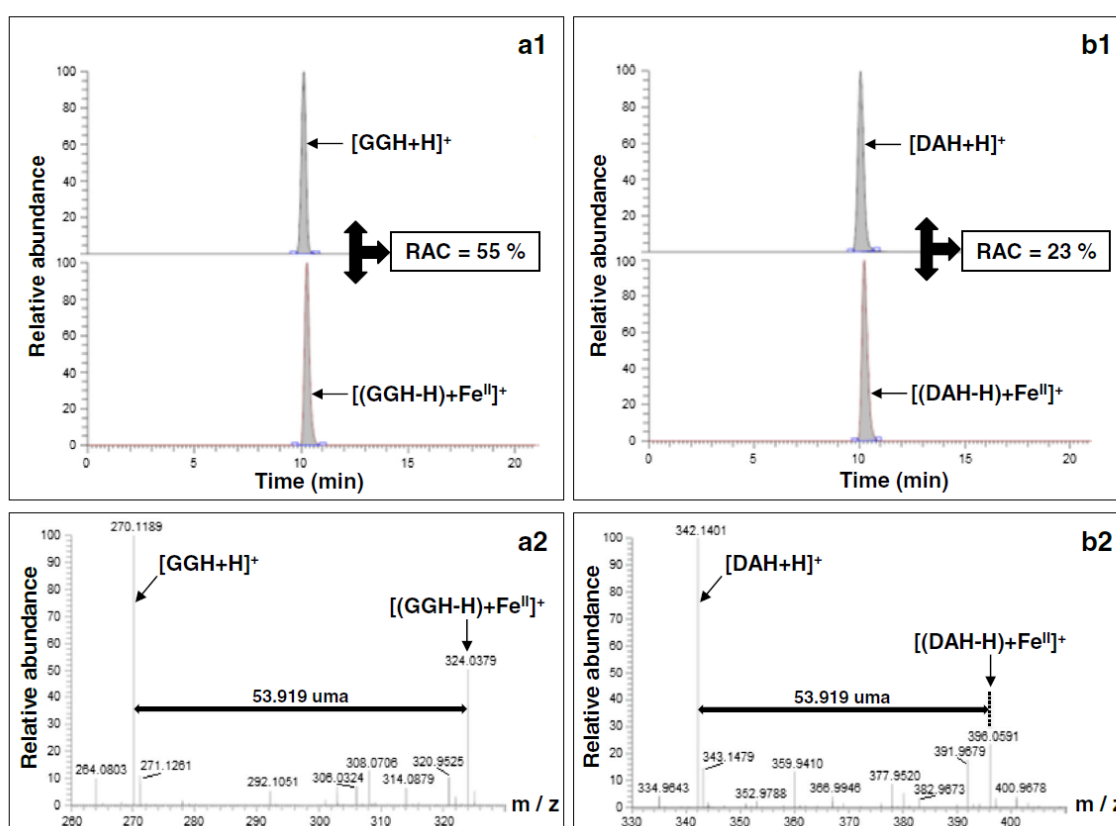 a1
Relative abundance
100
80
60
40
20
[GGH+H]⁺
RAC = 55 %
100
80
60
40
20
0
[(GGH-H)+Feᴵᴵ]⁺
0 5 10 15 20
Time (min)
b1
Relative abundance
100
80
60
40
20
[DAH+H]⁺
RAC = 23 %
100
80
60
40
20
0
[(DAH-H)+Feᴵᴵ]⁺
0 5 10 15 20
Time (min)
a2
Relative abundance
100
90
80
70
60
50
40
30
20
10
0
270.1189
[GGH+H]⁺
[(GGH-H)+Feᴵᴵ]⁺
324.0379
53.919 uma
264.0803
271.1261
292.1051
306.0324
308.0706
314.0879
320.9525
260 270 280 290 300 310 320
m / z
b2
Relative abundance
100
90
80
70
60
50
40
30
20
10
0
342.1401
[DAH+H]⁺
[(DAH-H)+Feᴵᴵ]⁺
53.919 uma
396.0591
334.9643
343.1479
352.9788
359.9410
366.9946
377.9520
382.9673
391.9679
400.9678
330 340 350 360 370 380 390 400
m / z